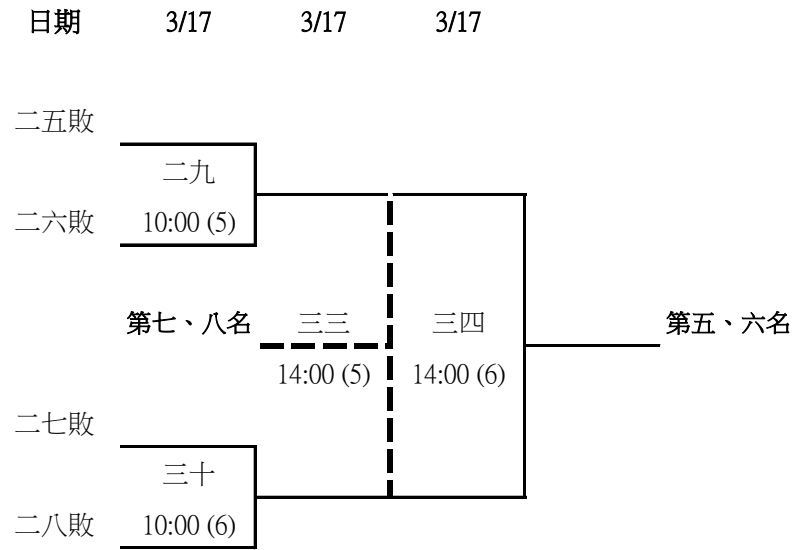 日期 3/17 3/17 3/17
二五敗
二九
二六敗 10:00 (5)
第七、八名 三三 三四 第五、六名
14:00 (5) 14:00 (6)
二七敗
三十
二八敗 10:00 (6)